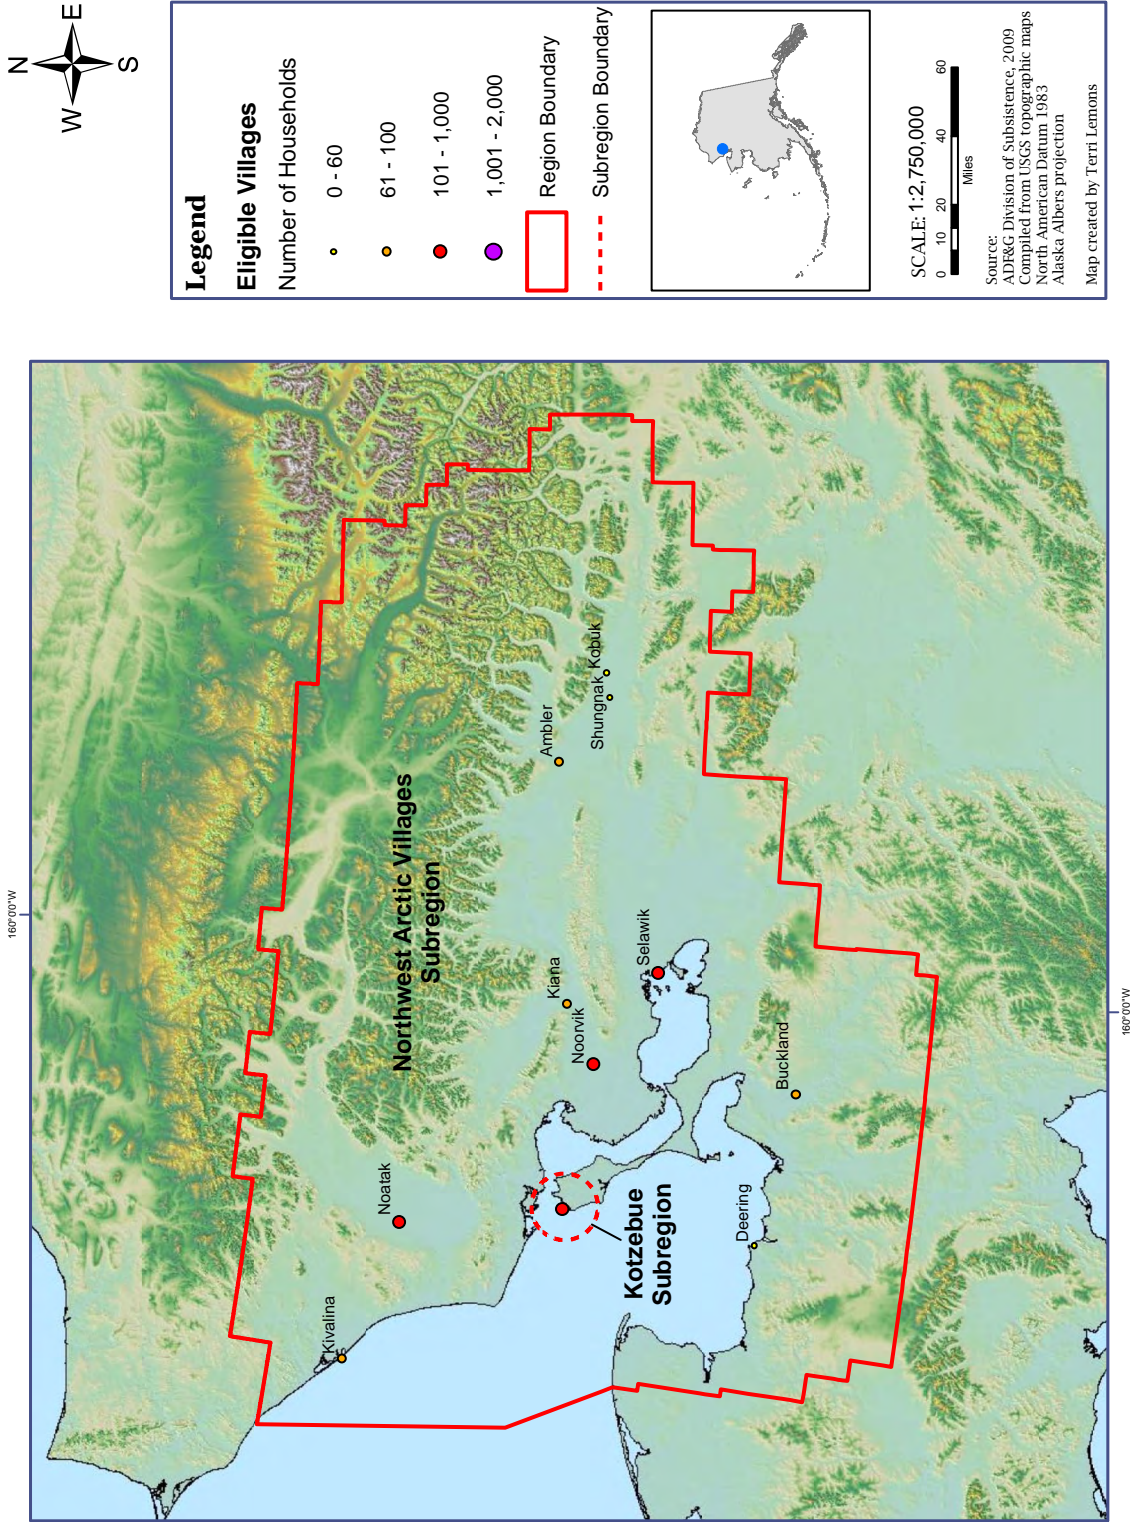 N
W
E
S
Legend
Eligible Villages
Number of Households
0 - 60
61 - 100
101 - 1,000
1,001 - 2,000
Region Boundary
Subregion Boundary
SCALE: 1:2,750,000
0 10 20 40 60
Miles
Source:
ADF&G Division of Subsistence, 2009
Compiled from USGS topographic maps
North American Datum 1983
Alaska Albers projection
Map created by Terri Lemons
160°0'0"W
Northwest Arctic Villages
Subregion
Kivalina
Noatak
Ambler
Shungnak
Kobuk
Kiana
Noorvik
Selawik
Kotzebue
Subregion
Deering
Buckland
160°0'0"W